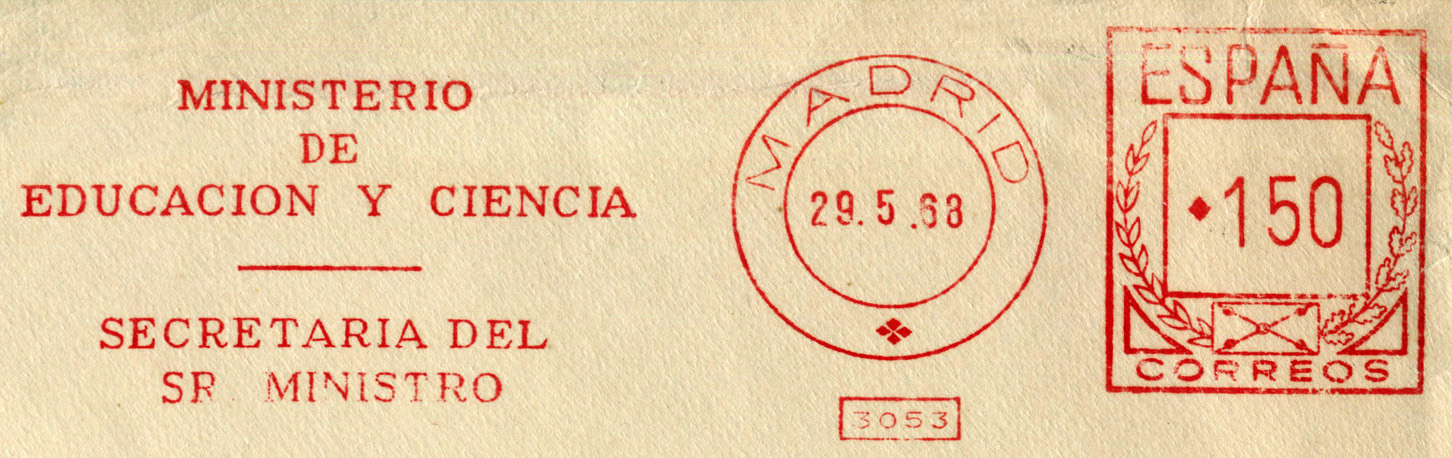 MINISTERIO
DE
EDUCACION Y CIENCIA
SECRETARIA DEL
SR. MINISTRO
MADRID
29.5.68
3053
ESPAÑA
150
CORREOS